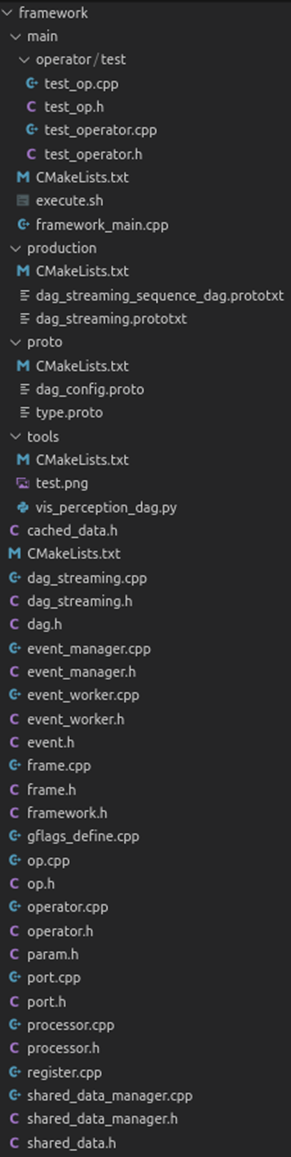 framework
main
operator/test
test_op.cpp
test_op.h
test_operator.cpp
test_operator.h
CMakeLists.txt
execute.sh
framework_main.cpp
production
CMakeLists.txt
dag_streaming_sequence_dag.prototxt
dag_streaming.prototxt
proto
CMakeLists.txt
dag_config.proto
type.proto
tools
CMakeLists.txt
test.png
vis_perception_dag.py
cached_data.h
CMakeLists.txt
dag_streaming.cpp
dag_streaming.h
dag.h
event_manager.cpp
event_manager.h
event_worker.cpp
event_worker.h
event.h
frame.cpp
frame.h
framework.h
gflags_define.cpp
op.cpp
op.h
operator.cpp
operator.h
param.h
port.cpp
port.h
processor.cpp
processor.h
register.cpp
shared_data_manager.cpp
shared_data_manager.h
shared_data.h